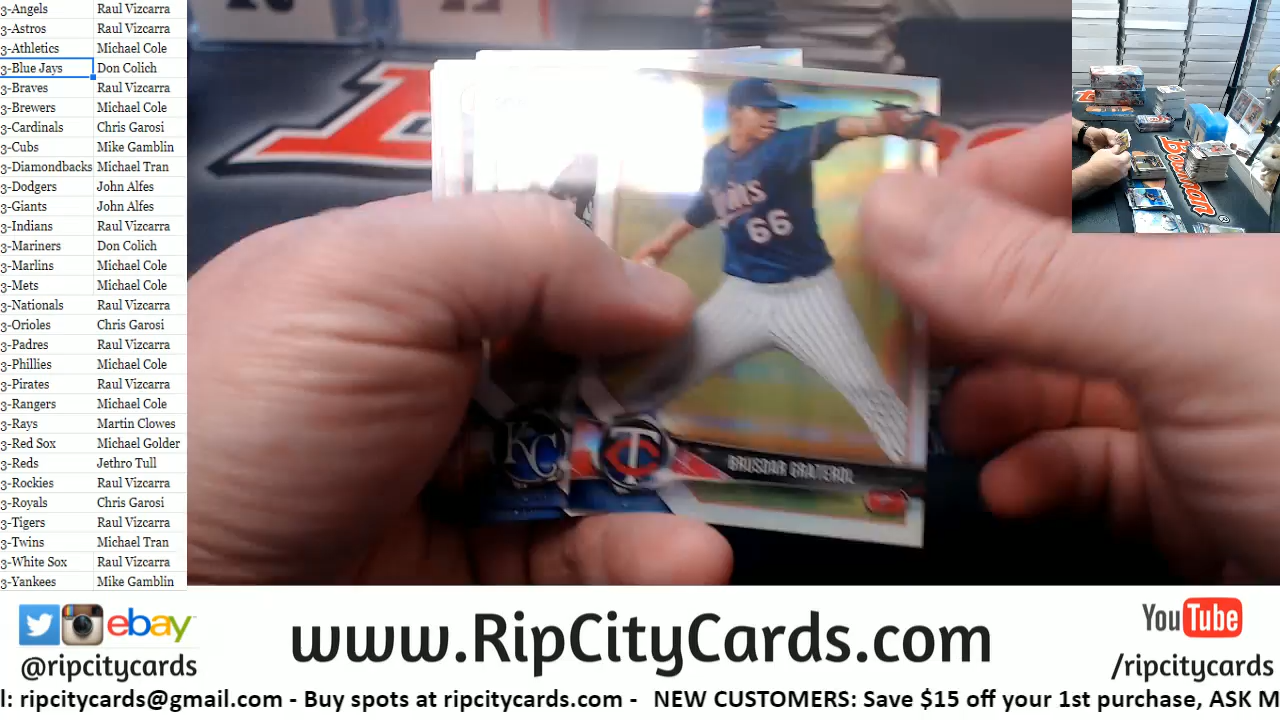 3-Angels Raul Vizcarra
3-Astros Raul Vizcarra
3-Athletics Michael Cole
3-Blue Jays Don Colich
3-Braves Raul Vizcarra
3-Brewers Michael Cole
3-Cardinals Chris Garosi
3-Cubs Mike Gamblin
3-Diamondbacks Michael Tran
3-Dodgers John Alfes
3-Giants John Alfes
3-Indians Raul Vizcarra
3-Mariners Don Colich
3-Marlins Michael Cole
3-Mets Michael Cole
3-Nationals Raul Vizcarra
3-Orioles Chris Garosi
3-Padres Raul Vizcarra
3-Phillies Michael Cole
3-Pirates Raul Vizcarra
3-Rangers Michael Cole
3-Rays Martin Clowes
3-Red Sox Michael Golder
3-Reds Jethro Tull
3-Rockies Raul Vizcarra
3-Royals Chris Garosi
3-Tigers Raul Vizcarra
3-Twins Michael Tran
3-White Sox Raul Vizcarra
3-Yankees Mike Gamblin
66
KC
TC
BRUSDAR GRATEROL
Bowman
ebay
@ripcitycards
www.RipCityCards.com
YouTube
/ripcitycards
l: ripcitycards@gmail.com - Buy spots at ripcitycards.com - NEW CUSTOMERS: Save $15 off your 1st purchase, ASK M